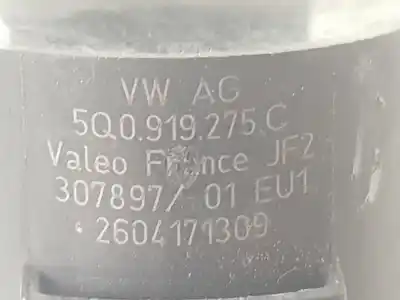 VW AG
5Q0.919.275 C
Valeo France JF2
307897/ 01 EU1
2604171309